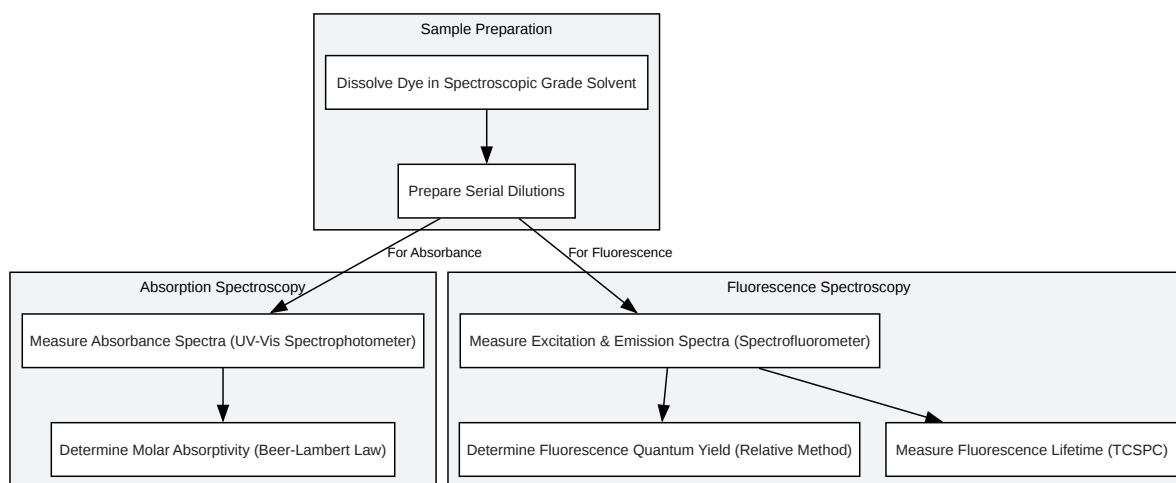 Sample Preparation
Dissolve Dye in Spectroscopic Grade Solvent
Prepare Serial Dilutions
For Absorbance
For Fluorescence
Absorption Spectroscopy
Fluorescence Spectroscopy
Measure Absorbance Spectra (UV-Vis Spectrophotometer)
Measure Excitation & Emission Spectra (Spectrofluorometer)
Determine Molar Absorptivity (Beer-Lambert Law)
Determine Fluorescence Quantum Yield (Relative Method)
Measure Fluorescence Lifetime (TCSPC)